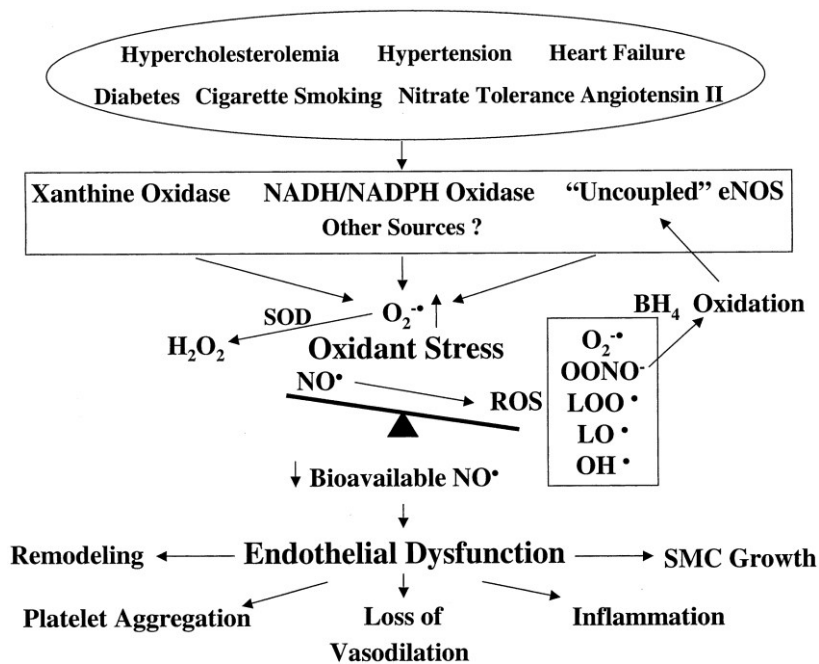 Hypercholesterolemia Hypertension Heart Failure
Diabetes Cigarette Smoking Nitrate Tolerance Angiotensin II
Xanthine Oxidase NADH/NADPH Oxidase “Uncoupled” eNOS
Other Sources ?
O₂⁻•
SOD
H₂O₂
BH₄ Oxidation
Oxidant Stress
NO•
ROS
O₂⁻•
OONO⁻
LOO •
LO •
OH •
↓ Bioavailable NO•
Remodeling
Endothelial Dysfunction
SMC Growth
Platelet Aggregation
Loss of
Vasodilation
Inflammation